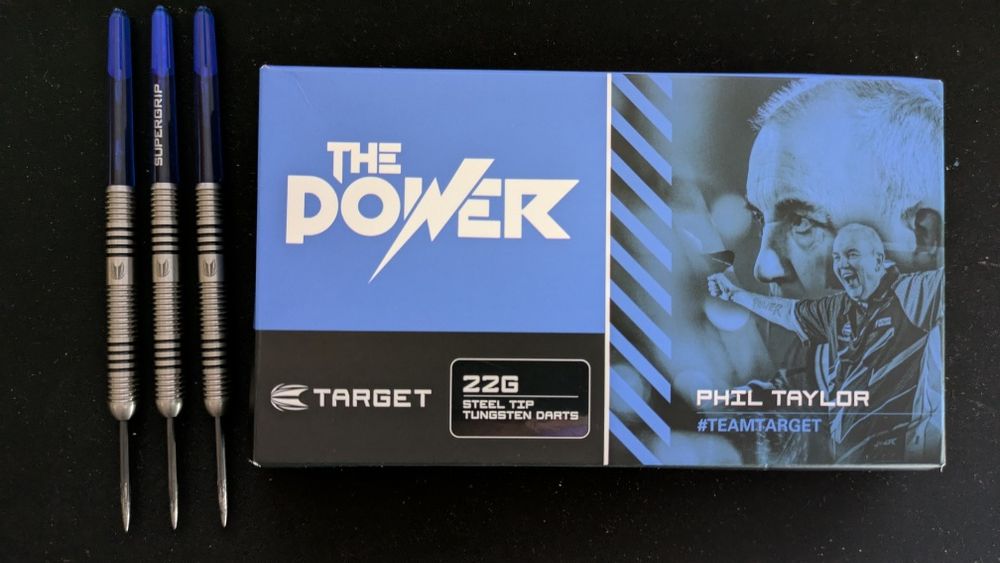 SUPERGRIP
THE
POWER
TARGET
22G
STEEL TIP
TUNGSTEN DARTS
PHIL TAYLOR
#TEAMTARGET